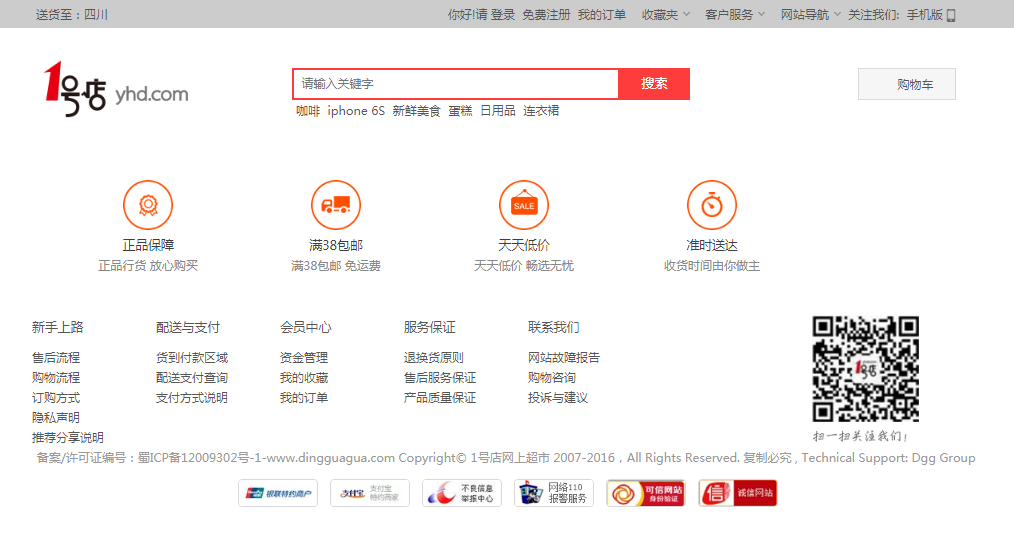 送货至：四川 你好!请 登录 免费注册 我的订单 收藏夹 客户服务 网站导航 关注我们: 手机版
1号店 yhd.com 请输入关键字 搜索 购物车
咖啡 iphone 6S 新鲜美食 蛋糕 日用品 连衣裙
SALE
正品保障 满38包邮 天天低价 准时送达
正品行货 放心购买 满38包邮 免运费 天天低价 畅选无忧 收货时间由你做主
新手上路 配送与支付 会员中心 服务保证 联系我们
售后流程 货到付款区域 资金管理 退换货原则 网站故障报告
购物流程 配送支付查询 我的收藏 售后服务保证 购物咨询
订购方式 支付方式说明 我的订单 产品质量保证 投诉与建议
隐私声明
推荐分享说明
1号店
扫一扫关注我们!
备案/许可证编号：蜀ICP备12009302号-1-www.dingguagua.com Copyright© 1号店网上超市 2007-2016，All Rights Reserved. 复制必究 , Technical Support: Dgg Group
银联特约商户 支付宝 支付宝特约商家 不良信息举报中心 网络110报警服务 可信网站身份验证 信 诚信网站